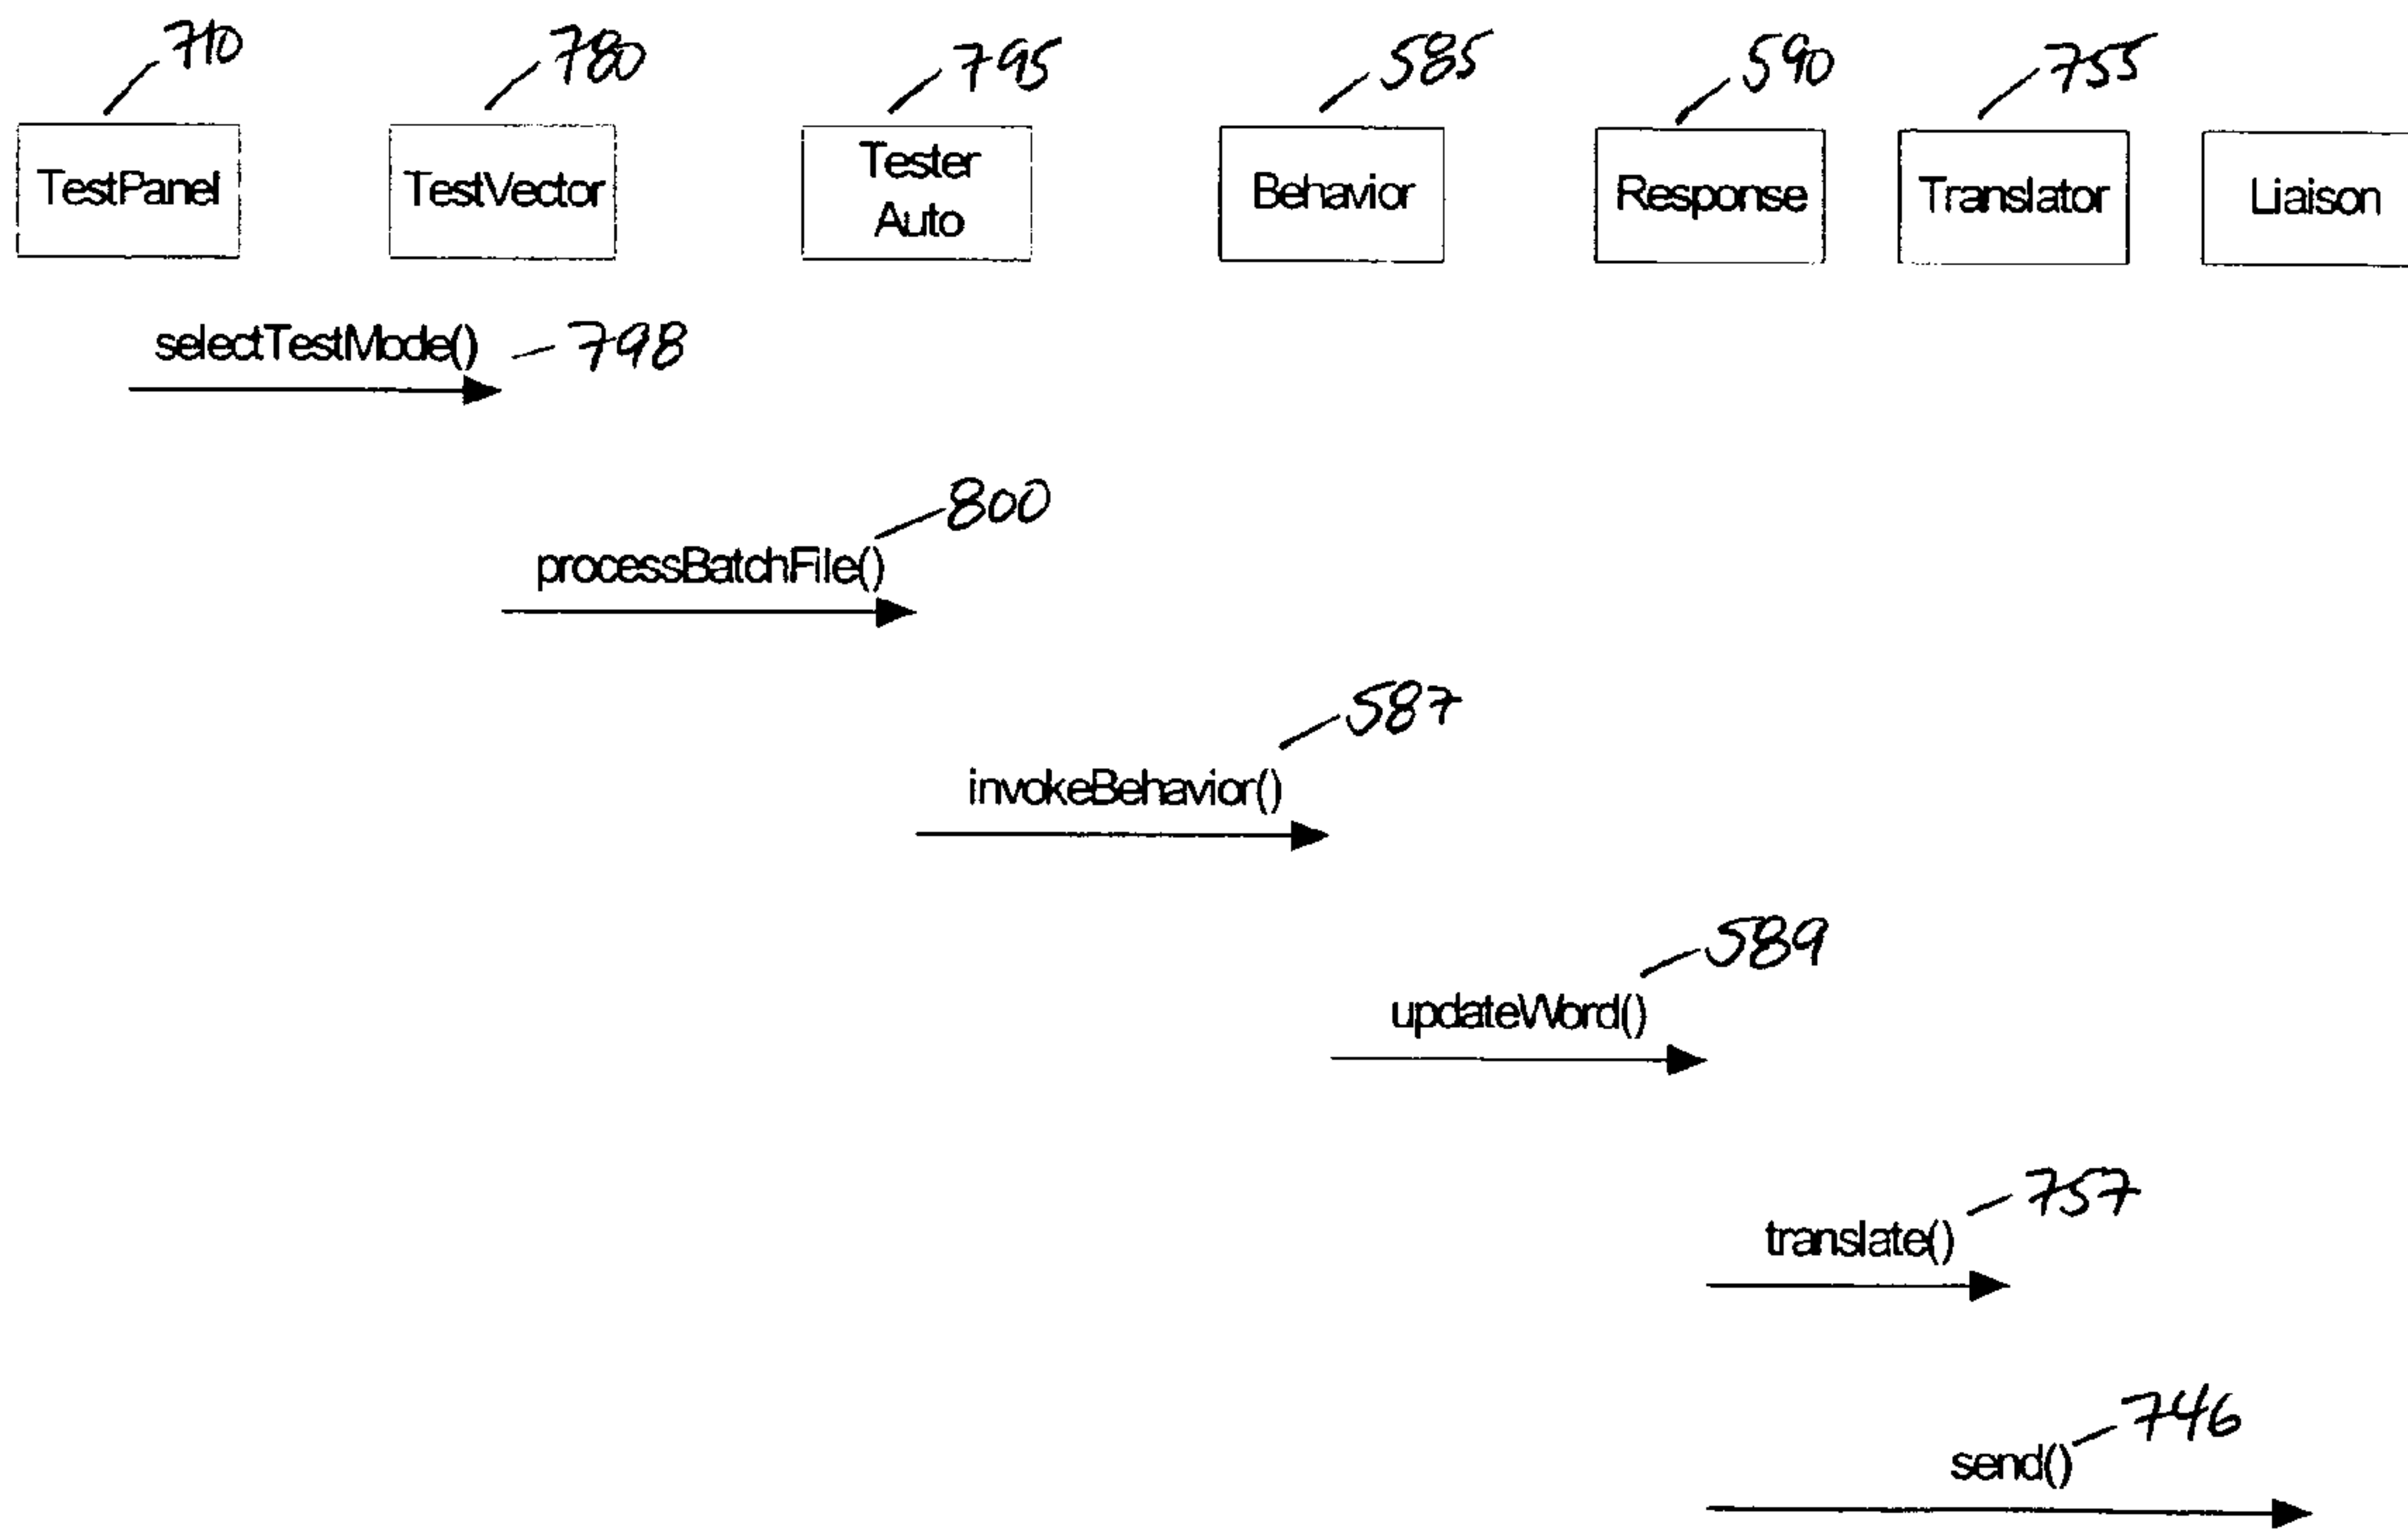 710
780
795
585
590
755
TestPanel
TestVector
Tester
Auto
Behavior
Response
Translator
Liaison
selectTestMode()
798
800
processBatchFile()
587
invokeBehavior()
589
updateWord()
757
translate()
746
send()